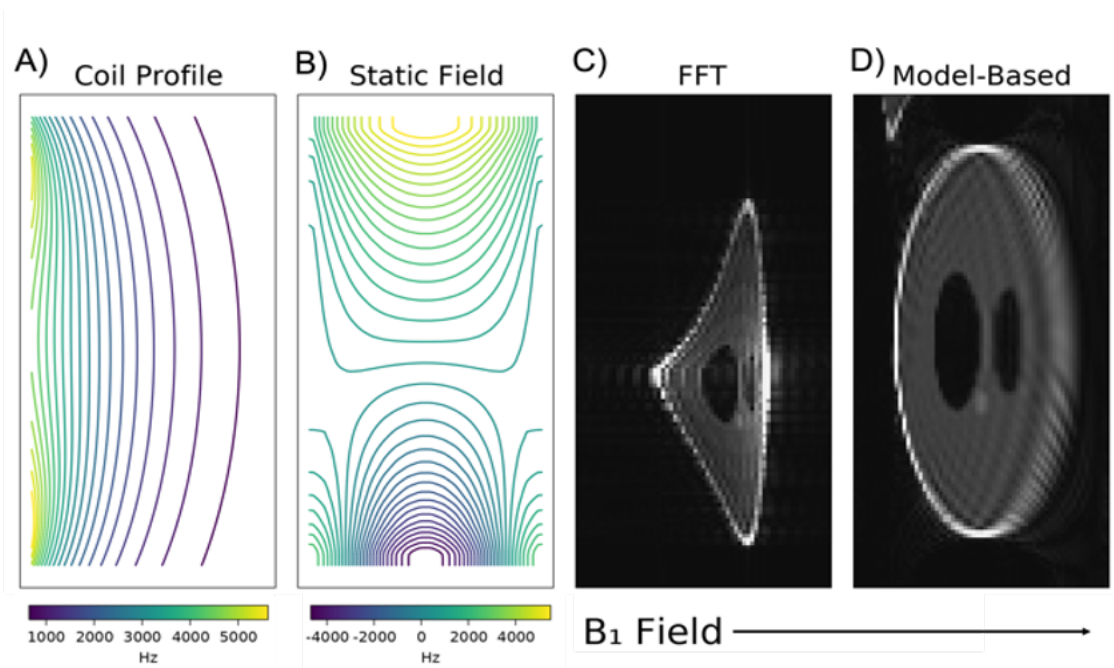 A) Coil Profile
B) Static Field
C) FFT
D) Model-Based
1000 2000 3000 4000 5000
Hz
-4000 -2000 0 2000 4000
Hz
B₁ Field